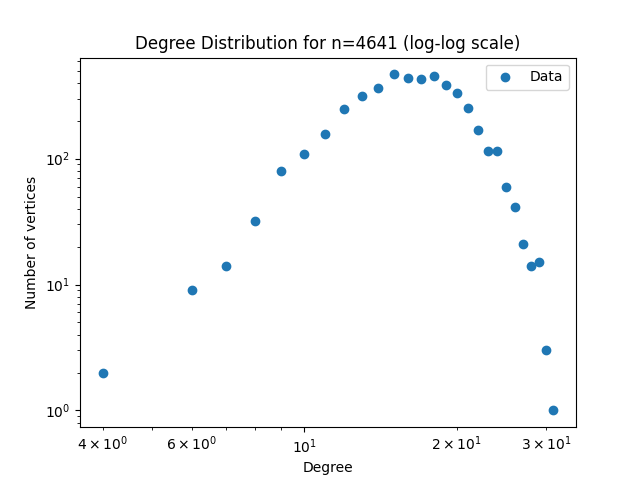 Degree Distribution for n=4641 (log-log scale)
Data
Number of vertices
10²
10¹
10⁰
4 × 10⁰
6 × 10⁰
10¹
2 × 10¹
3 × 10¹
Degree